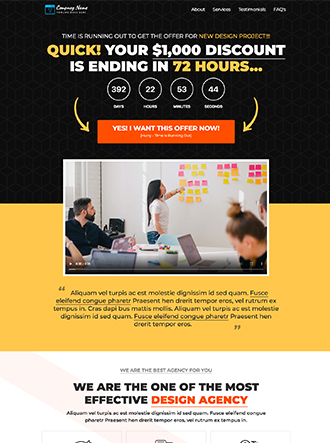 Company Name
About Services Testimonials FAQ's
TIME IS RUNNING OUT TO GET THE OFFER FOR NEW DESIGN PROJECT!!!
QUICK! YOUR $1,000 DISCOUNT
IS ENDING IN 72 HOURS...
392 22 53 44
DAYS HOURS MINUTES SECONDS
YES! I WANT THIS OFFER NOW!
(Hurry - Time is Running Out)
“ Aliquam vel turpis ac est molestie dignissim id sed quam. Fusce
eleifend congue pharetr Praesent hen drerit tempor eros, vel rutrum ex
tempus in. Cras dapi bus mattis mollis. Aliquam vel turpis ac est molestie
dignissim id sed quam. Fusce eleifend congue pharetr Praesent hen
drerit tempor eros. ”
WE ARE THE BEST AGENCY FOR YOU
WE ARE THE ONE OF THE MOST
EFFECTIVE DESIGN AGENCY
Aliquam vel turpis ac est molestie dignissim id sed quam. Fusce eleifend congue
pharetr Praesent hen drerit tempor eros, vel rutrum ex tempus in.